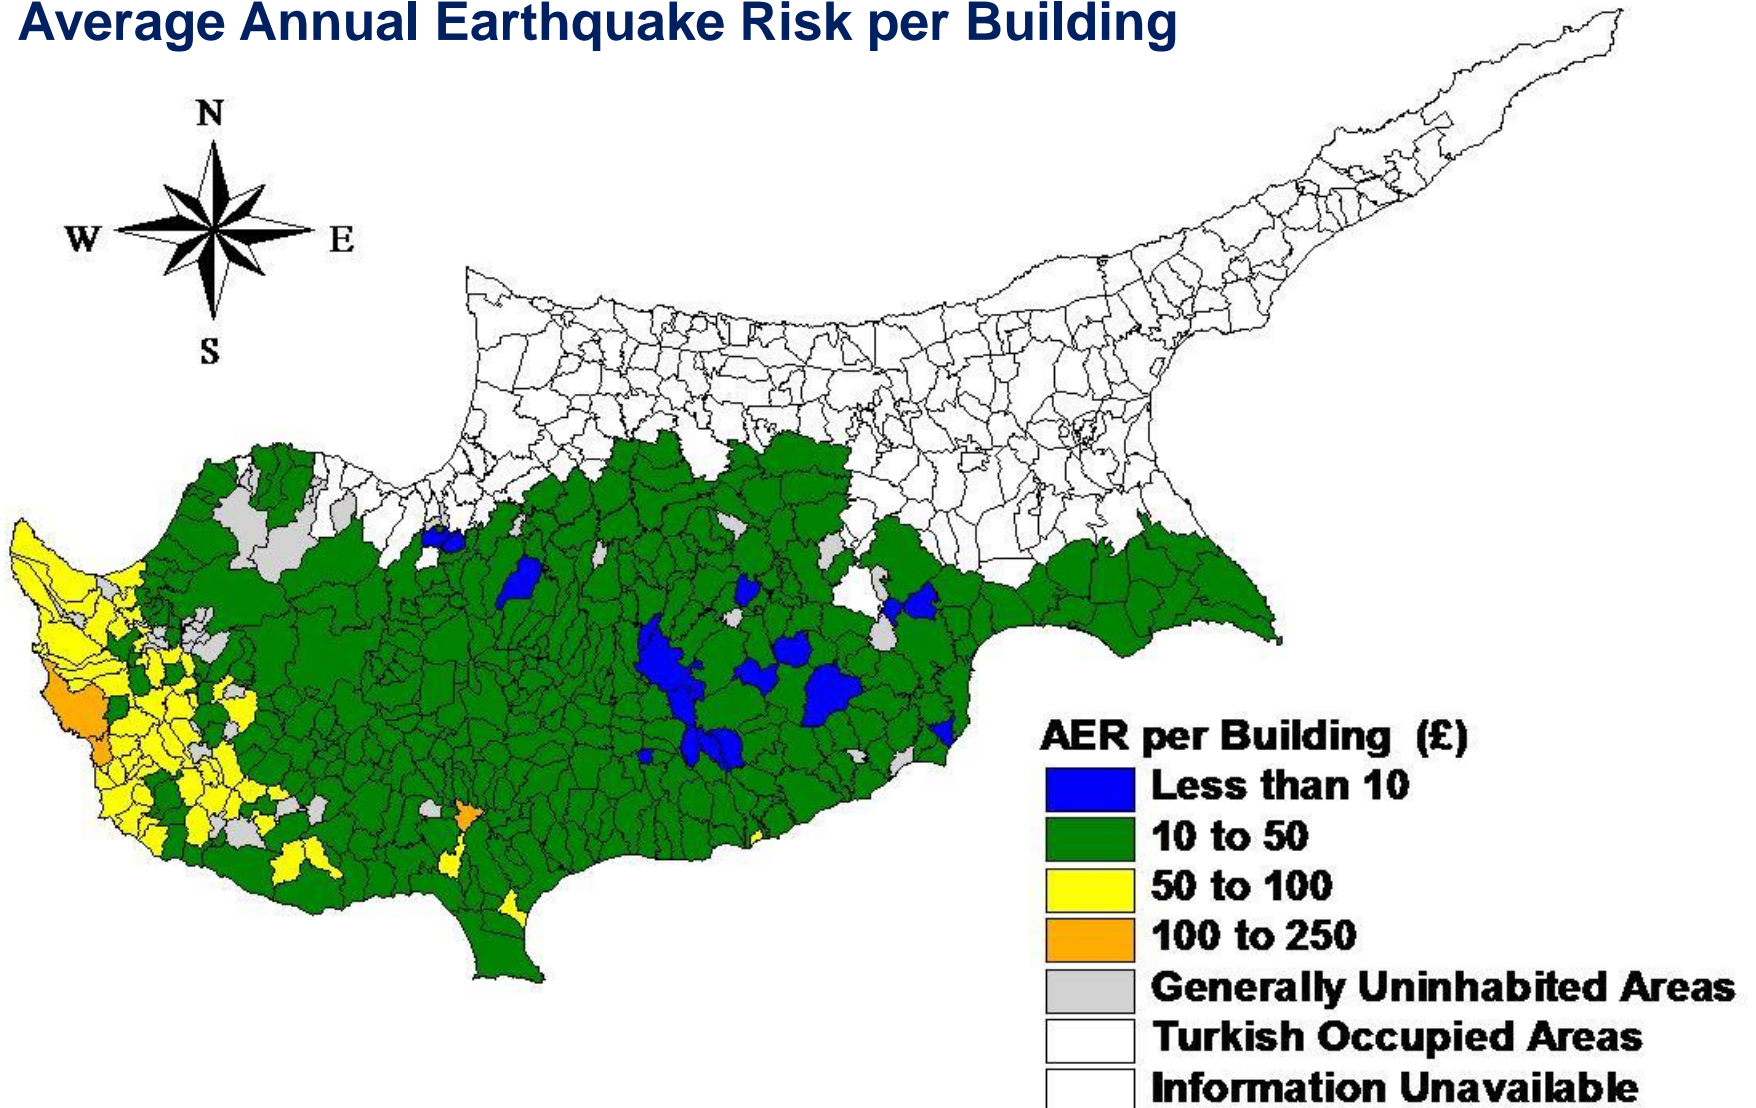 Average Annual Earthquake Risk per Building
N
W
E
S
AER per Building (£)
Less than 10
10 to 50
50 to 100
100 to 250
Generally Uninhabited Areas
Turkish Occupied Areas
Information Unavailable